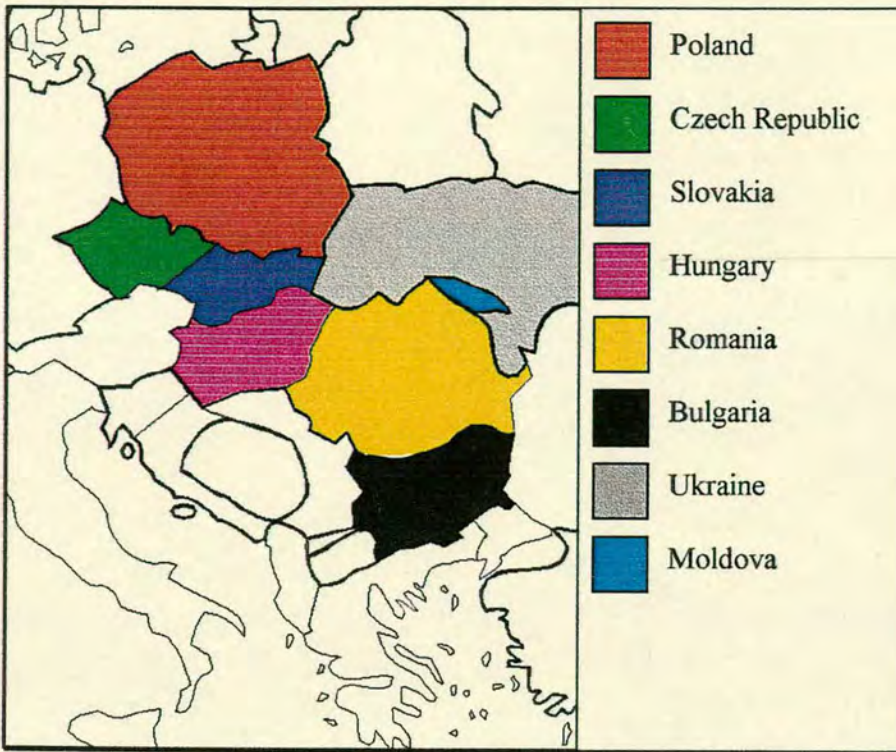 Poland
Czech Republic
Slovakia
Hungary
Romania
Bulgaria
Ukraine
Moldova